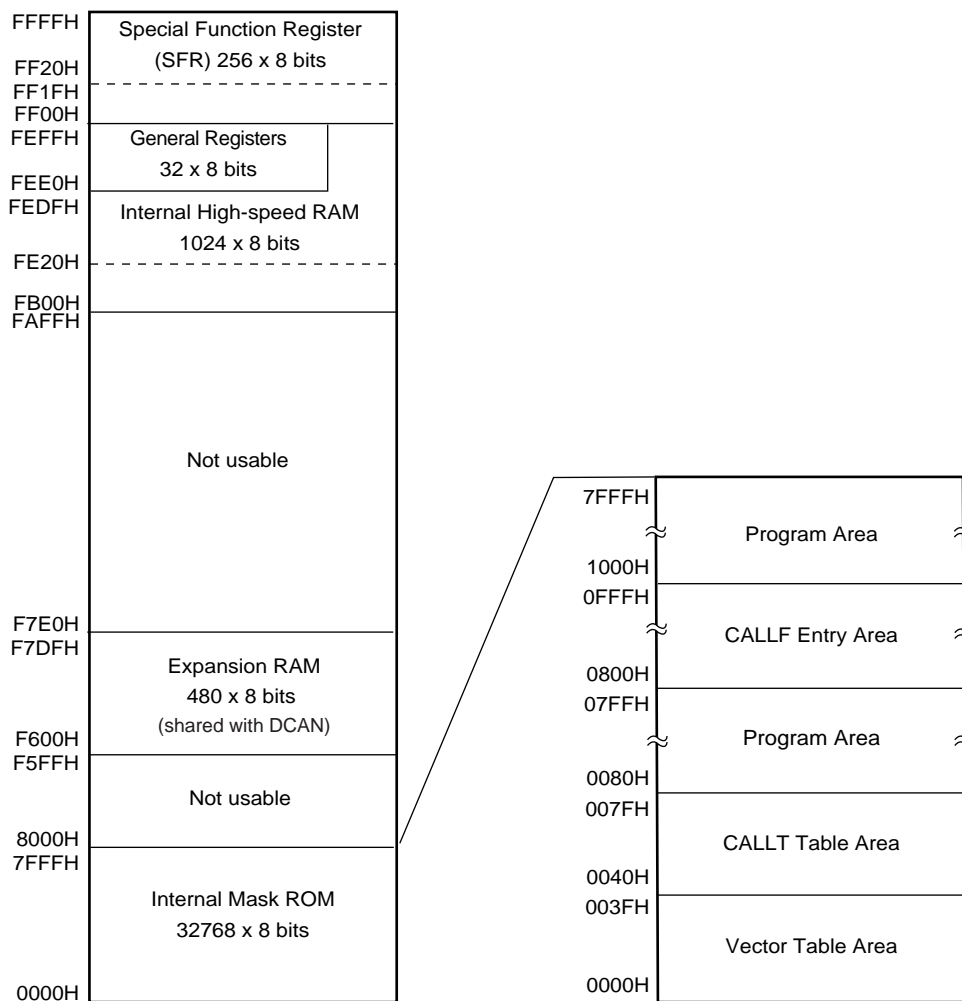 FFFFH
Special Function Register
(SFR) 256 x 8 bits
FF20H
FF1FH
FF00H
FEFFH
General Registers
32 x 8 bits
FEE0H
FEDFH
Internal High-speed RAM
1024 x 8 bits
FE20H
FB00H
FAFFH
Not usable
F7E0H
F7DFH
Expansion RAM
480 x 8 bits
(shared with DCAN)
F600H
F5FFH
Not usable
8000H
7FFFH
Internal Mask ROM
32768 x 8 bits
0000H
7FFFH
Program Area
1000H
0FFFH
CALLF Entry Area
0800H
07FFH
Program Area
0080H
007FH
CALLT Table Area
0040H
003FH
Vector Table Area
0000H